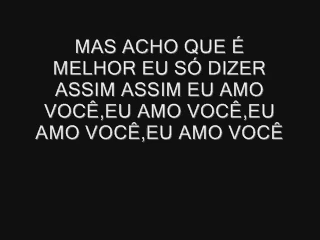 MAS ACHO QUE É
MELHOR EU SÓ DIZER
ASSIM ASSIM EU AMO
VOCÊ,EU AMO VOCÊ,EU
AMO VOCÊ,EU AMO VOCÊ